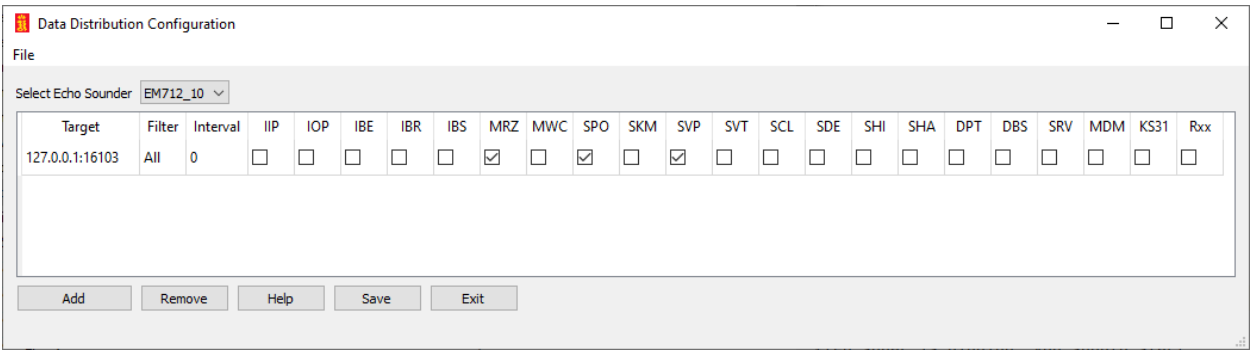 Data Distribution Configuration
File
Select Echo Sounder EM712_10
Target Filter Interval IIP IOP IBE IBR IBS MRZ MWC SPO SKM SVP SVT SCL SDE SHI SHA DPT DBS SRV MDM KS31 Rxx
127.0.0.1:16103 All 0
Add Remove Help Save Exit